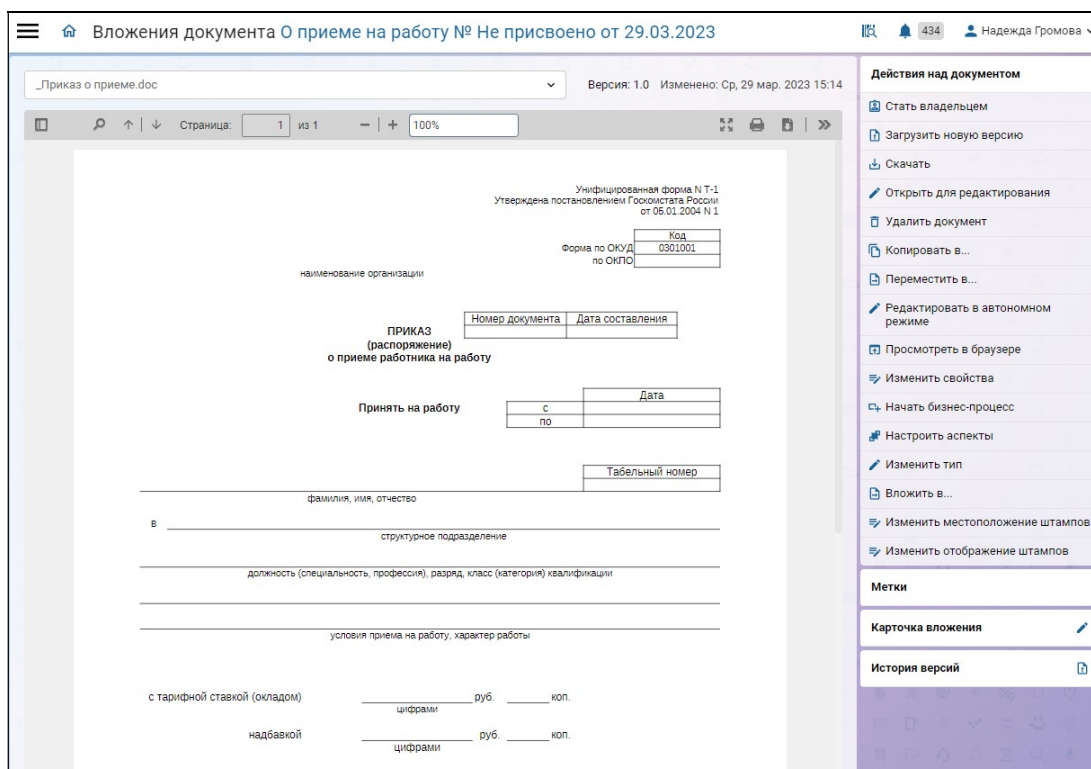 Вложения документа О приеме на работу № Не присвоено от 29.03.2023
434
Надежда Громова
_Приказ о приеме.doc
Версия: 1.0 Изменено: Ср, 29 мар. 2023 15:14
Страница: 1 из 1
100%
Унифицированная форма N Т-1
Утверждена постановлением Госкомстата России
от 05.01.2004 N 1
Код
Форма по ОКУД 0301001
по ОКПО
наименование организации
Номер документа Дата составления
ПРИКАЗ
(распоряжение)
о приеме работника на работу
Дата
Принять на работу с
по
Табельный номер
фамилия, имя, отчество
в
структурное подразделение
должность (специальность, профессия), разряд, класс (категория) квалификации
условия приема на работу, характер работы
с тарифной ставкой (окладом) руб. коп.
цифрами
надбавкой руб. коп.
цифрами
Действия над документом
Стать владельцем
Загрузить новую версию
Скачать
Открыть для редактирования
Удалить документ
Копировать в...
Переместить в...
Редактировать в автономном
режиме
Просмотреть в браузере
Изменить свойства
Начать бизнес-процесс
Настроить аспекты
Изменить тип
Вложить в...
Изменить местоположение штампов
Изменить отображение штампов
Метки
Карточка вложения
История версий